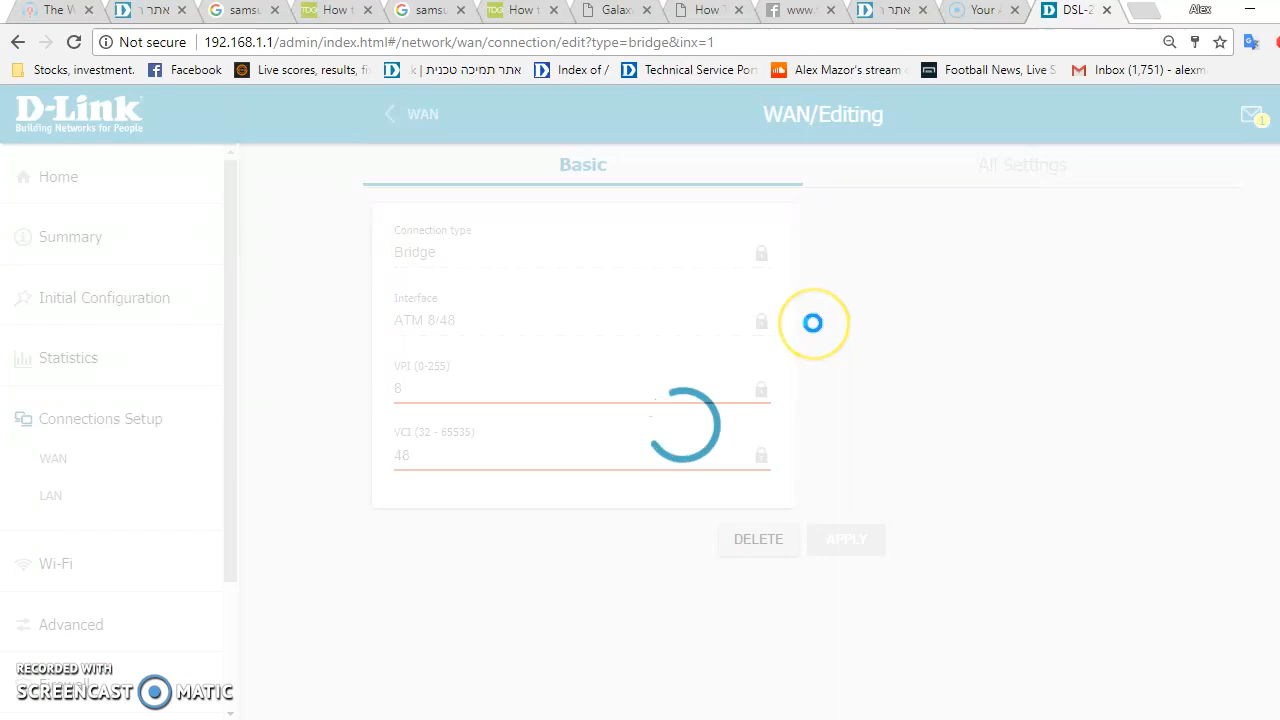 The W
אתר ר
samsu
How t
samsu
How t
Galax
How T
www.
אתר ר
Your A
DSL-2
Alex
Not secure
192.168.1.1/admin/index.html#/network/wan/connection/edit?type=bridge&inx=1
Stocks, investment.
Facebook
Live scores, results, fi
אתר תמיכה טכנית | k
Index of /
Technical Service Port
Alex Mazor's stream o
Football News, Live S
Inbox (1,751) - alexm
D-Link
Building Networks for People
WAN
WAN/Editing
1
Home
Summary
Initial Configuration
Statistics
Connections Setup
WAN
LAN
Wi-Fi
Advanced
Firewall
Basic
All Settings
Connection type
Bridge
Interface
ATM 8/48
VPI (0-255)
8
VCI (32 - 65535)
48
DELETE
APPLY
RECORDED WITH
SCREENCAST MATIC